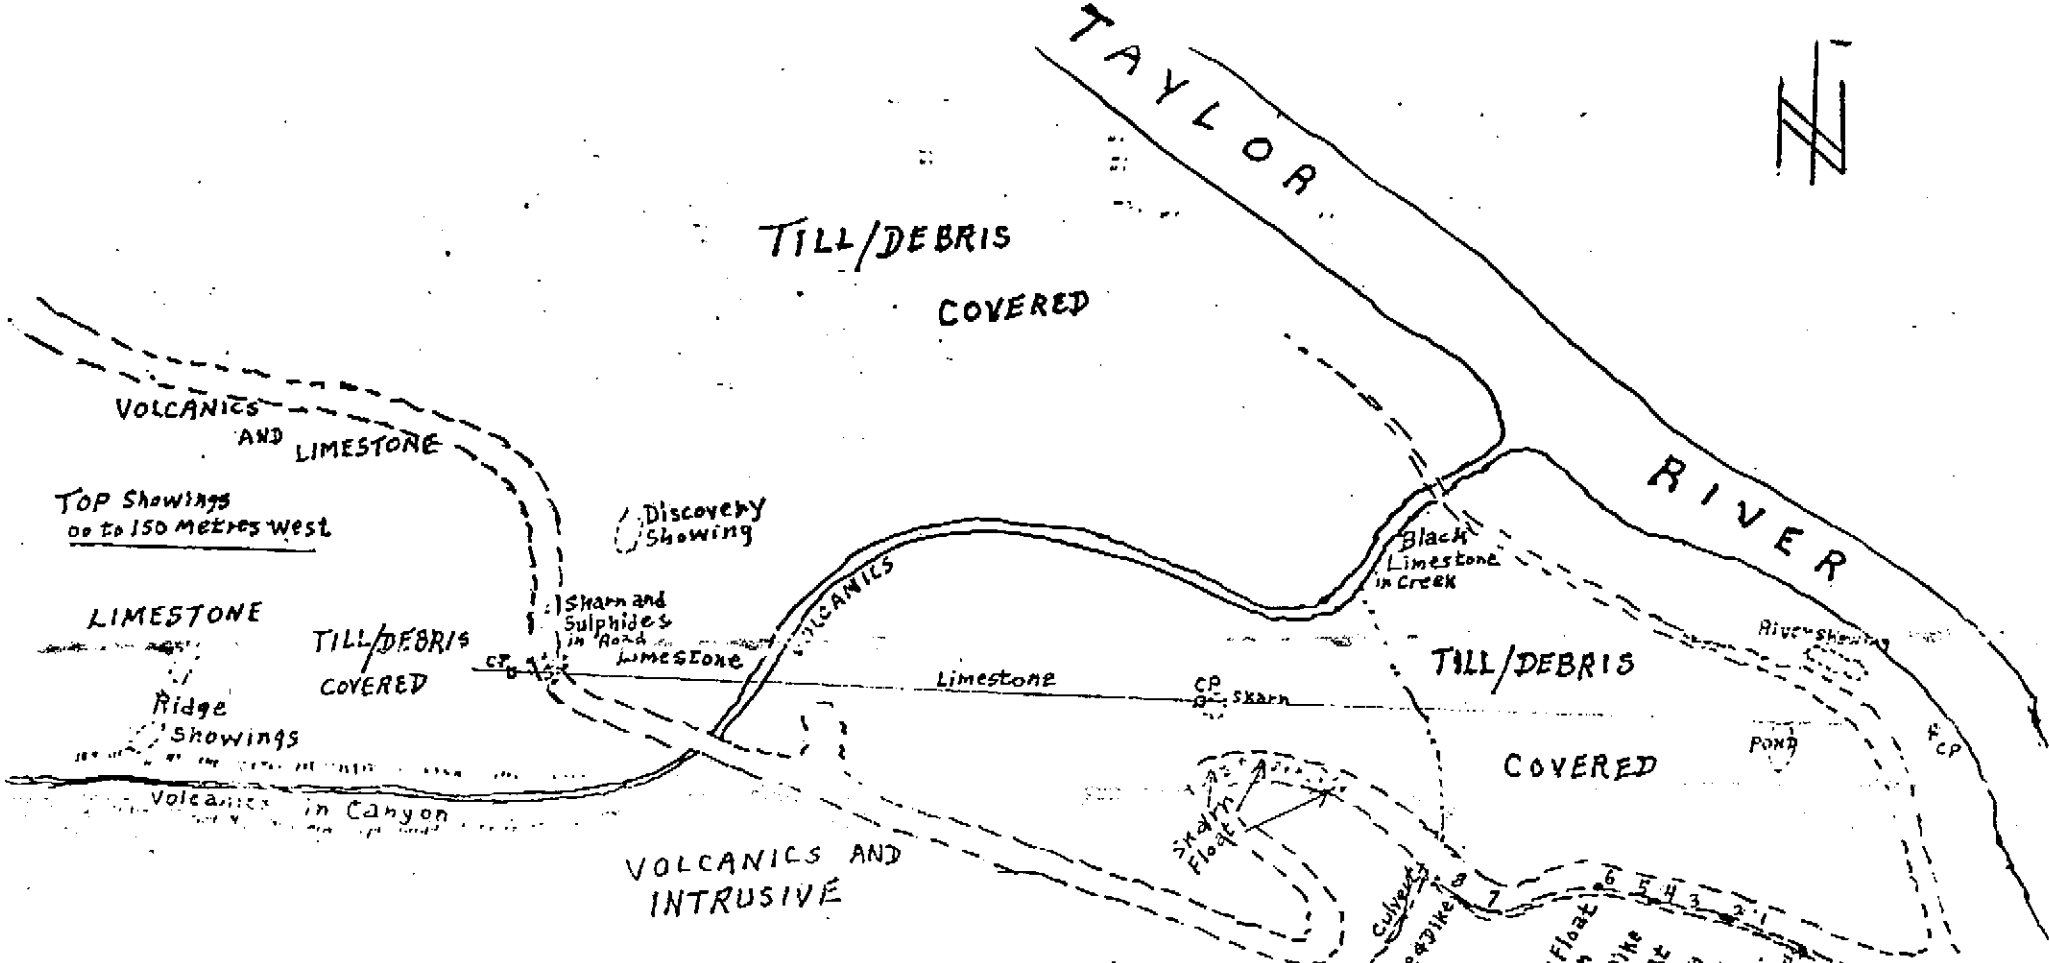 TAYLOR
RIVER
N
TILL/DEBRIS
COVERED
VOLCANICS
AND
LIMESTONE
TOP Showings
00 to 150 Metres West
Discovery
Showing
VOLCANICS
Black
Limestone
in Creek
LIMESTONE
TILL/DEBRIS
COVERED
Skarn and
Sulphides
in Road
Limestone
CP
Limestone
CP
Skarn
TILL/DEBRIS
COVERED
River showing
POND
CP
Ridge
Showings
Volcanics in Canyon
VOLCANICS AND
INTRUSIVE
Skarn
Float
Culvert
8
7
6
5
4
3
2
1
Dike
Float